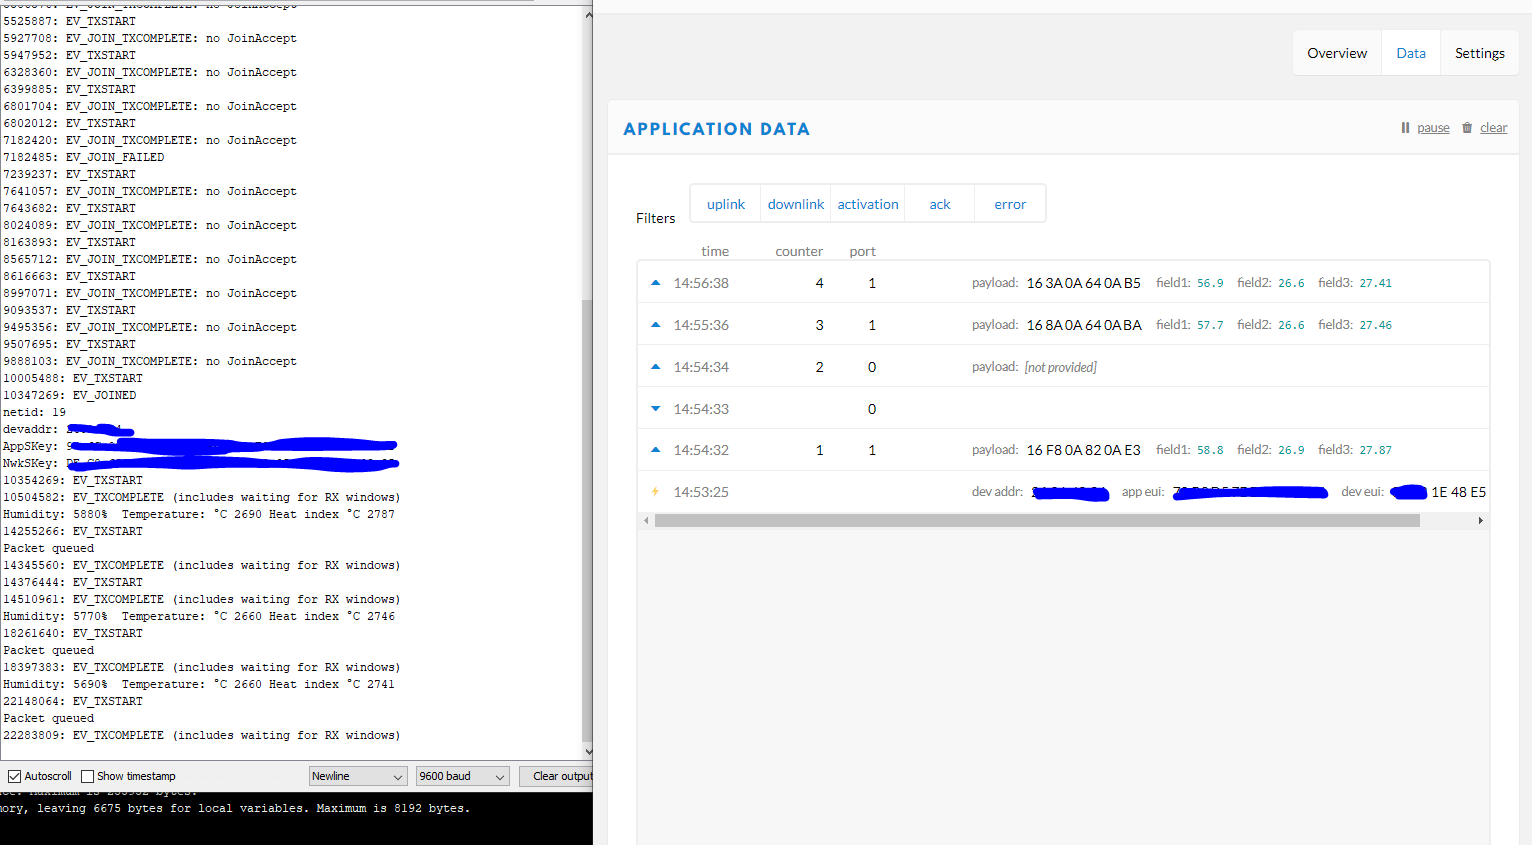 EV_JOIN_TXCOMPLETE: no JoinAccept
5525887: EV_TXSTART
5927708: EV_JOIN_TXCOMPLETE: no JoinAccept
5947952: EV_TXSTART
6328360: EV_JOIN_TXCOMPLETE: no JoinAccept
6399885: EV_TXSTART
6801704: EV_JOIN_TXCOMPLETE: no JoinAccept
6802012: EV_TXSTART
7182420: EV_JOIN_TXCOMPLETE: no JoinAccept
7182485: EV_JOIN_FAILED
7239237: EV_TXSTART
7641057: EV_JOIN_TXCOMPLETE: no JoinAccept
7643682: EV_TXSTART
8024089: EV_JOIN_TXCOMPLETE: no JoinAccept
8163893: EV_TXSTART
8565712: EV_JOIN_TXCOMPLETE: no JoinAccept
8616663: EV_TXSTART
8997071: EV_JOIN_TXCOMPLETE: no JoinAccept
9093537: EV_TXSTART
9495356: EV_JOIN_TXCOMPLETE: no JoinAccept
9507695: EV_TXSTART
9888103: EV_JOIN_TXCOMPLETE: no JoinAccept
10005488: EV_TXSTART
10347269: EV_JOINED
netid: 19
devaddr:
AppSKey:
NwkSKey:
10354269: EV_TXSTART
10504582: EV_TXCOMPLETE (includes waiting for RX windows)
Humidity: 5880% Temperature: °C 2690 Heat index °C 2787
14255266: EV_TXSTART
Packet queued
14345560: EV_TXCOMPLETE (includes waiting for RX windows)
14376444: EV_TXSTART
14510961: EV_TXCOMPLETE (includes waiting for RX windows)
Humidity: 5770% Temperature: °C 2660 Heat index °C 2746
18261640: EV_TXSTART
Packet queued
18397383: EV_TXCOMPLETE (includes waiting for RX windows)
Humidity: 5690% Temperature: °C 2660 Heat index °C 2741
22148064: EV_TXSTART
Packet queued
22283809: EV_TXCOMPLETE (includes waiting for RX windows)
Autoscroll Show timestamp Newline 9600 baud Clear output
Maximum is 253952 bytes.
mory, leaving 6675 bytes for local variables. Maximum is 8192 bytes.
Overview Data Settings
APPLICATION DATA
pause clear
Filters uplink downlink activation ack error
time counter port
14:56:38 4 1 payload: 16 3A 0A 64 0A B5 field1: 56.9 field2: 26.6 field3: 27.41
14:55:36 3 1 payload: 16 8A 0A 64 0A BA field1: 57.7 field2: 26.6 field3: 27.46
14:54:34 2 0 payload: [not provided]
14:54:33 0
14:54:32 1 1 payload: 16 F8 0A 82 0A E3 field1: 58.8 field2: 26.9 field3: 27.87
14:53:25 dev addr: app eui: dev eui: 1E 48 E5